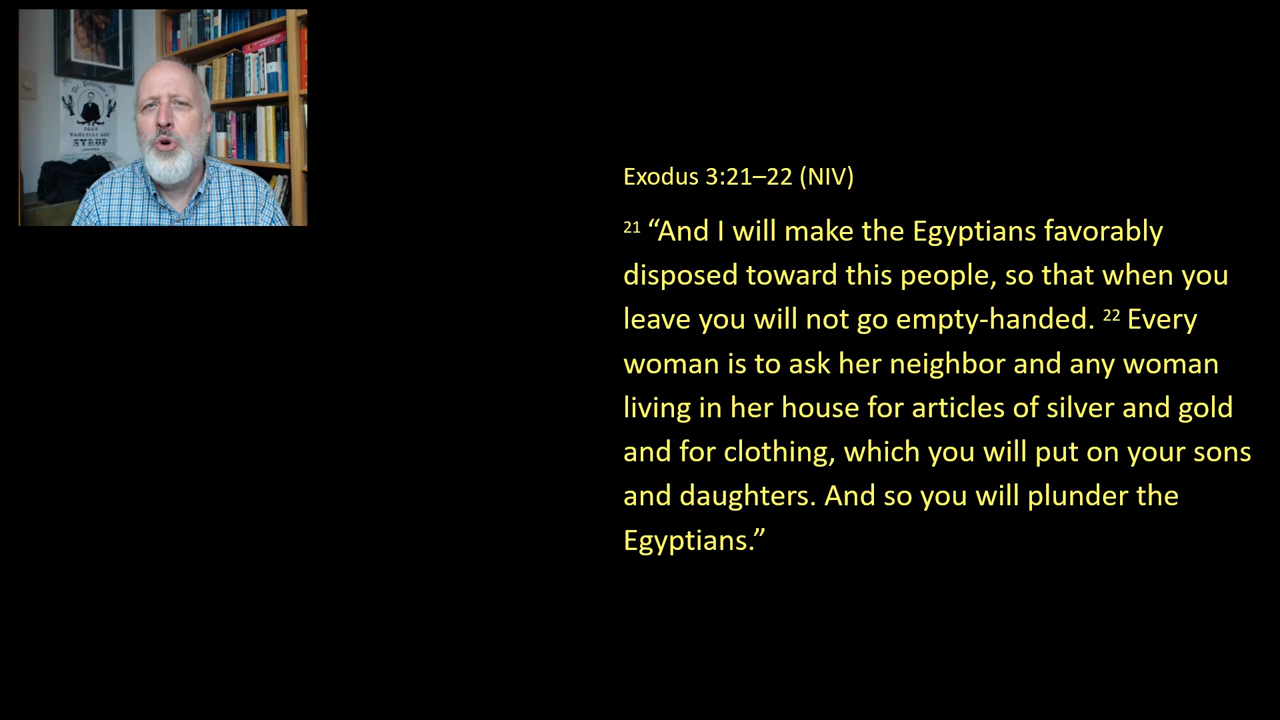 Dr. Peterson's
SYRUP
Exodus 3:21–22 (NIV)
21 “And I will make the Egyptians favorably
disposed toward this people, so that when you
leave you will not go empty-handed. 22 Every
woman is to ask her neighbor and any woman
living in her house for articles of silver and gold
and for clothing, which you will put on your sons
and daughters. And so you will plunder the
Egyptians.”